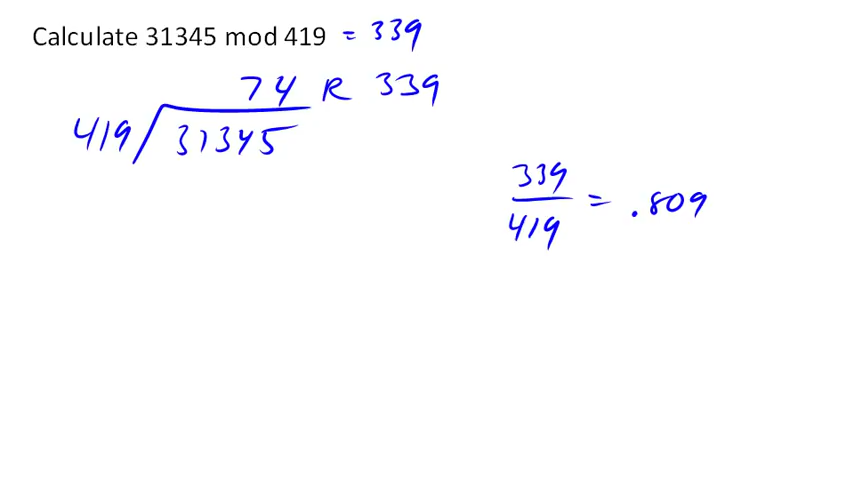 Calculate 31345 mod 419 = 339
74 R 339
419 31345
339
419 = .809